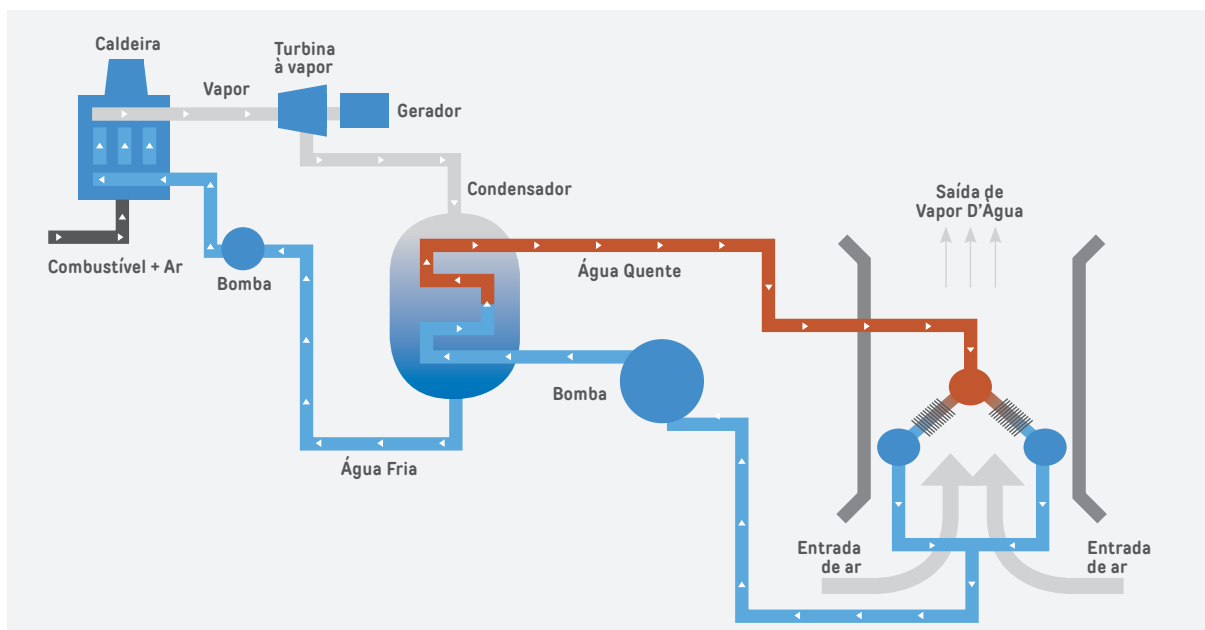 Caldeira
Turbina
à vapor
Vapor
Gerador
Condensador
Saída de
Vapor D'Àgua
Combustível + Ar
Bomba
Água Quente
Bomba
Água Fria
Entrada
de ar
Entrada
de ar